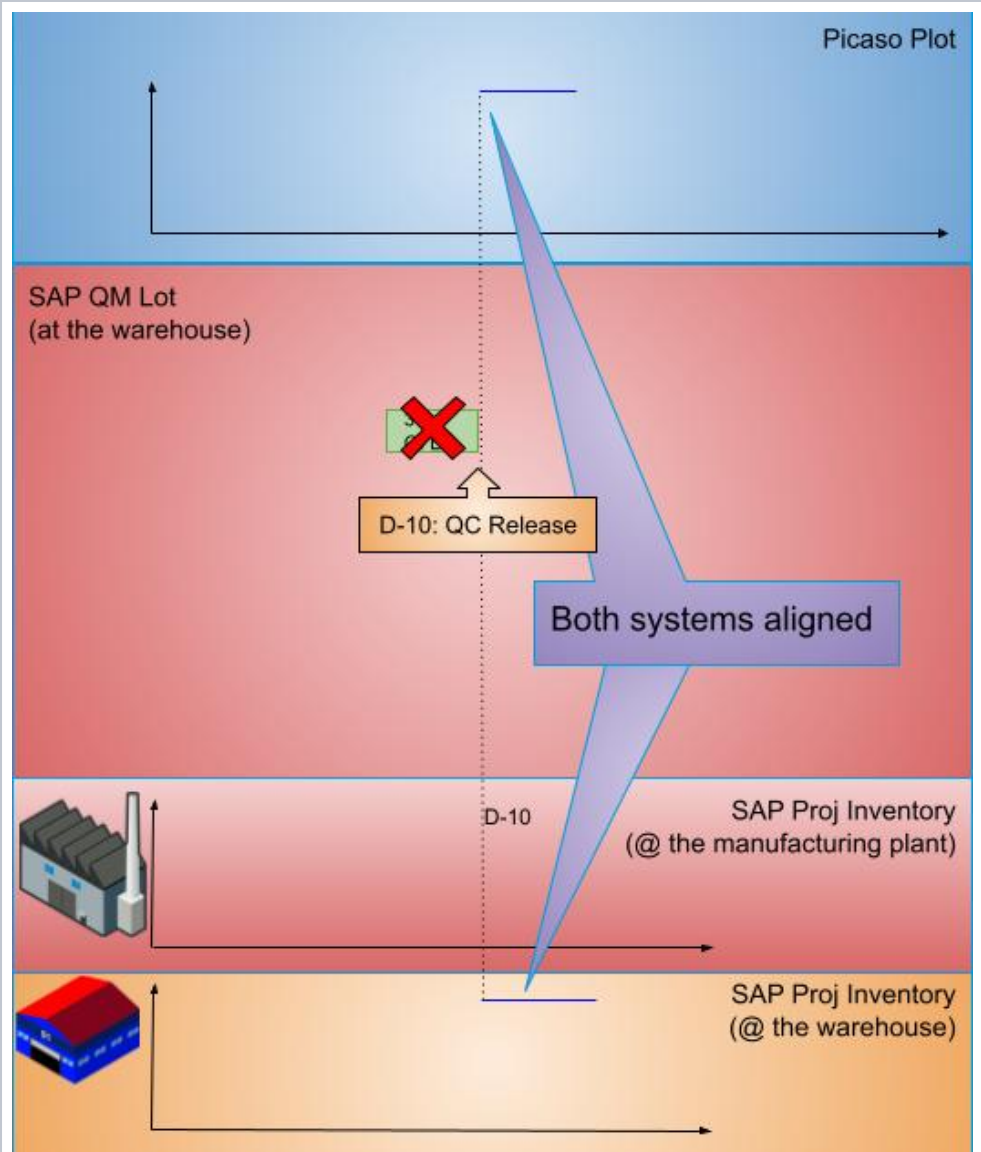 Picaso Plot
SAP QM Lot
(at the warehouse)
D-10: QC Release
Both systems aligned
D-10
SAP Proj Inventory
(@ the manufacturing plant)
SAP Proj Inventory
(@ the warehouse)